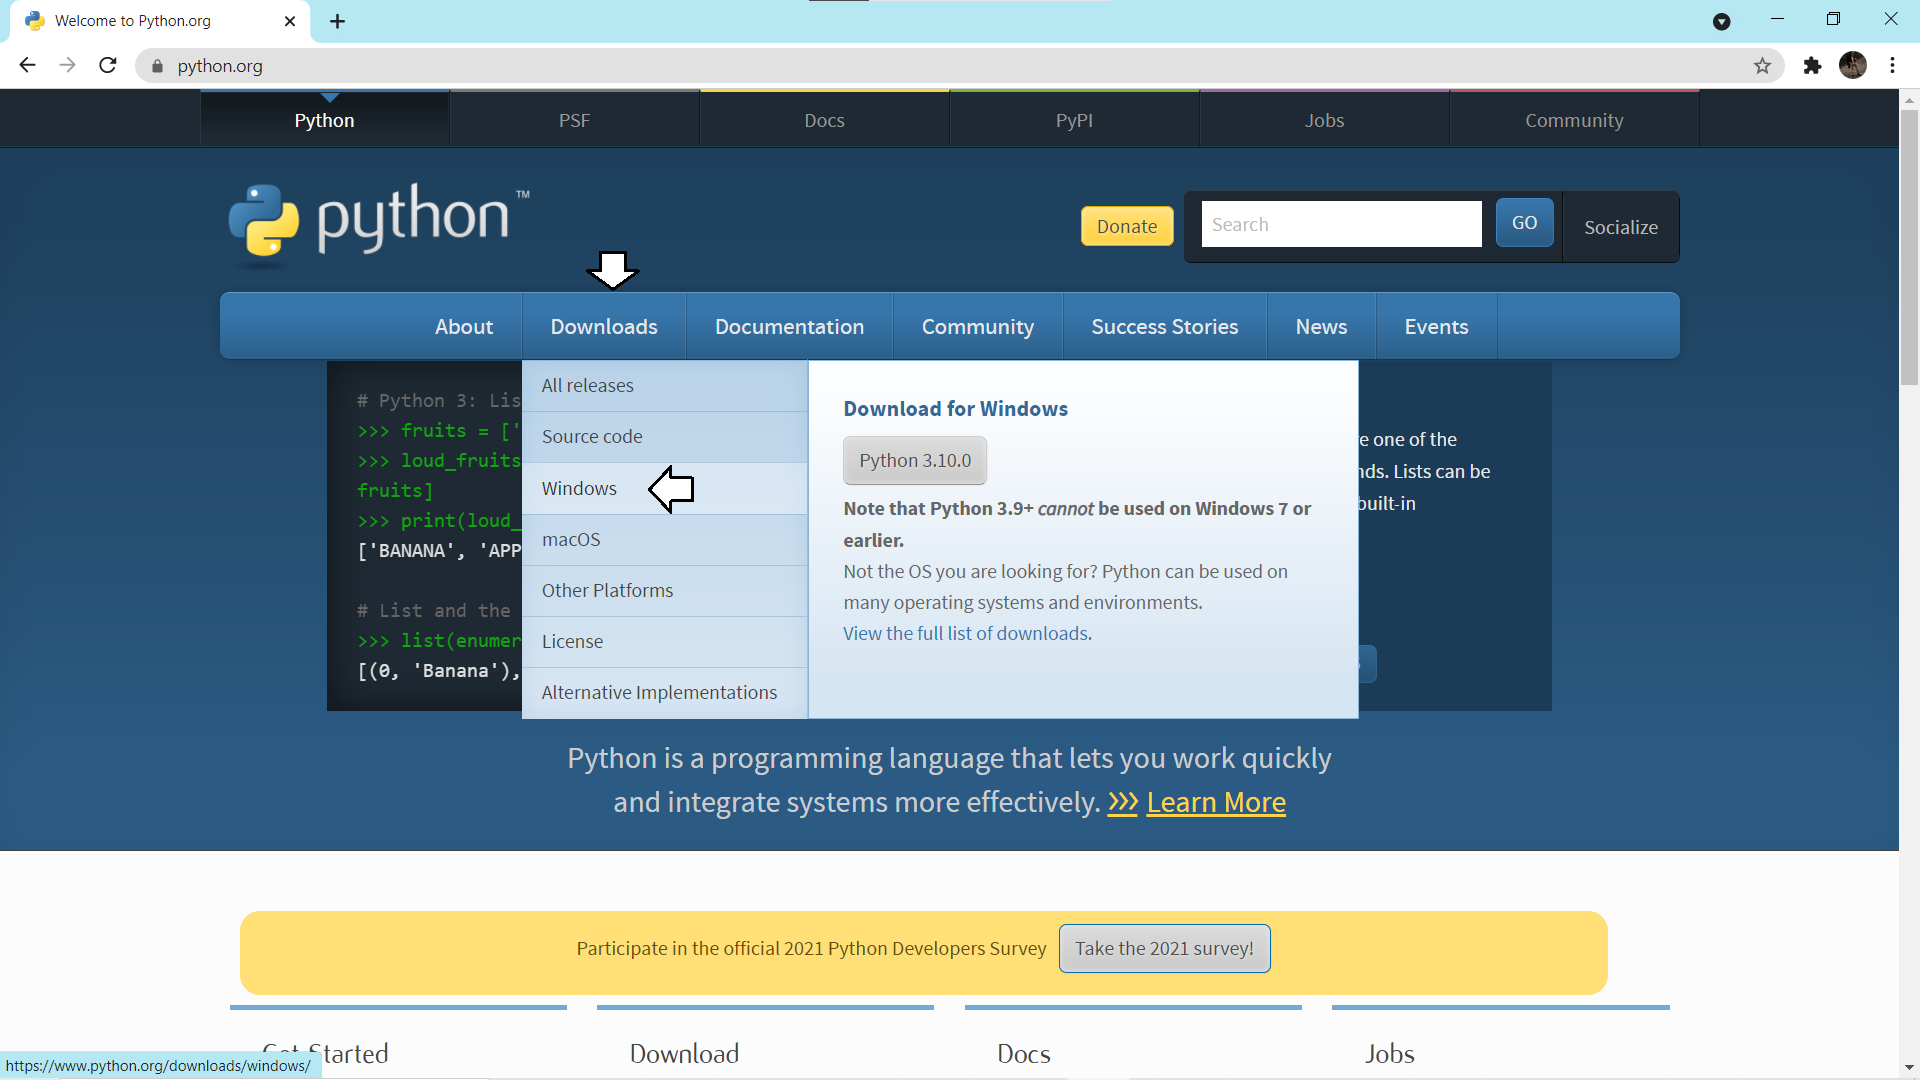 Welcome to Python.org
python.org
Python PSF Docs PyPI Jobs Community
python™
Donate Search GO Socialize
About Downloads Documentation Community Success Stories News Events
All releases
Source code
Windows
macOS
Other Platforms
License
Alternative Implementations
Download for Windows
Python 3.10.0
Note that Python 3.9+ cannot be used on Windows 7 or
earlier.
Not the OS you are looking for? Python can be used on
many operating systems and environments.
View the full list of downloads.
# Python 3: Lis
>>> fruits = ['
>>> loud_fruits
fruits]
>>> print(loud_
['BANANA', 'APP
# List and the
>>> list(enumer
[(0, 'Banana'),
e one of the
nds. Lists can be
built-in
Python is a programming language that lets you work quickly
and integrate systems more effectively. >>> Learn More
Participate in the official 2021 Python Developers Survey Take the 2021 survey!
Get Started Download Docs Jobs
https://www.python.org/downloads/windows/